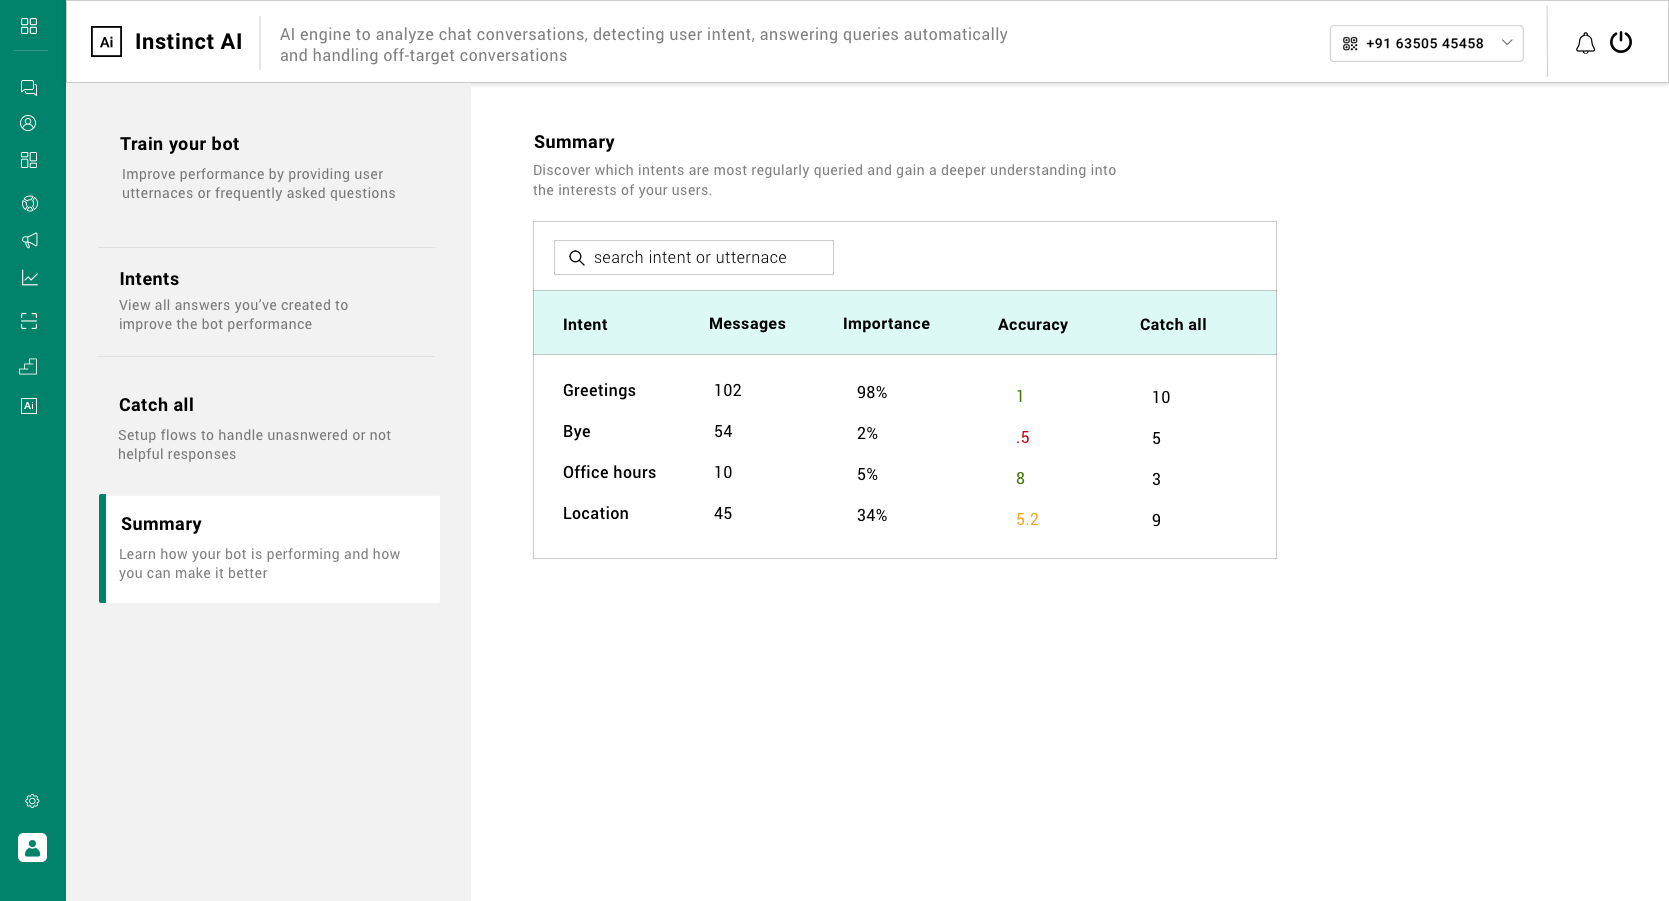 Ai Instinct AI
AI engine to analyze chat conversations, detecting user intent, answering queries automatically
and handling off-target conversations
+91 63505 45458
Ai
Train your bot
Improve performance by providing user
utternaces or frequently asked questions
Intents
View all answers you’ve created to
improve the bot performance
Catch all
Setup flows to handle unasnwered or not
helpful responses
Summary
Learn how your bot is performing and how
you can make it better
Summary
Discover which intents are most regularly queried and gain a deeper understanding into
the interests of your users.
search intent or utternace
Intent Messages Importance Accuracy Catch all
Greetings 102 98% 1 10
Bye 54 2% .5 5
Office hours 10 5% 8 3
Location 45 34% 5.2 9